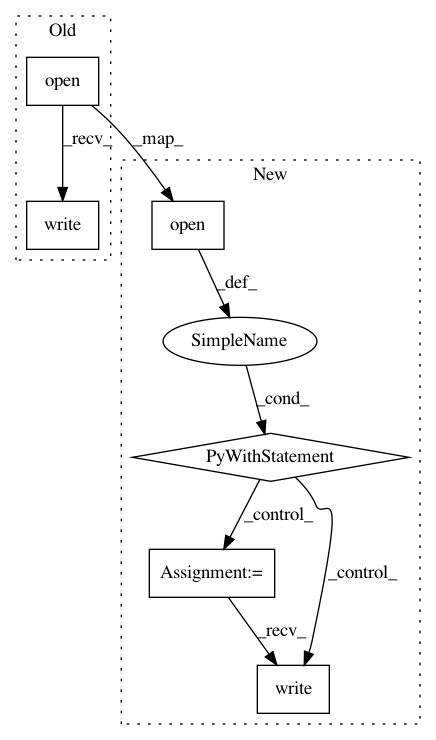 Old
open
_recv_
_map_
New
write
open
_def_
SimpleName
_cond_
PyWithStatement
_control_
_control_
Assignment:=
_recv_
write